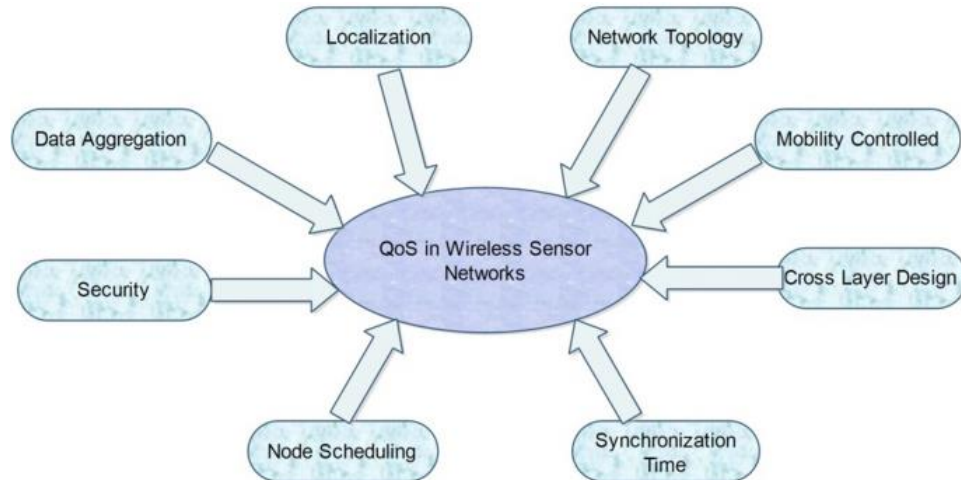 Localization
Network Topology
Data Aggregation
Mobility Controlled
QoS in Wireless Sensor
Networks
Security
Cross Layer Design
Node Scheduling
Synchronization
Time